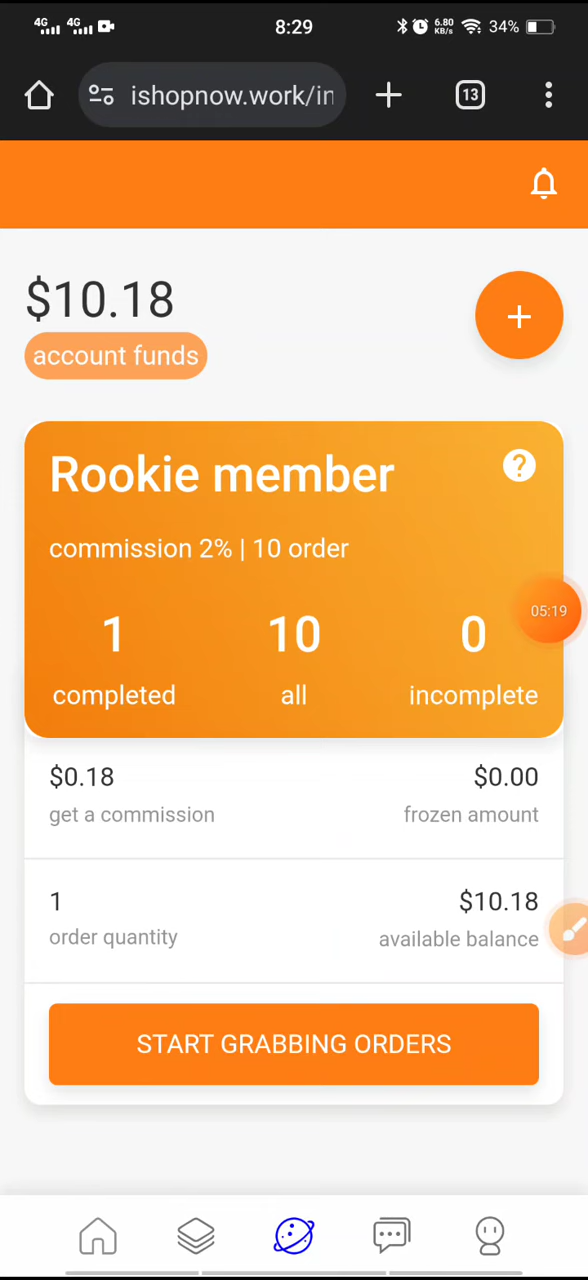 4G 4G 8:29 6.80 KB/s 34%
ishopnow.work/in 13
$10.18
account funds
Rookie member
commission 2% | 10 order
1 10 0
05:19
completed all incomplete
$0.18 $0.00
get a commission frozen amount
1 $10.18
order quantity available balance
START GRABBING ORDERS